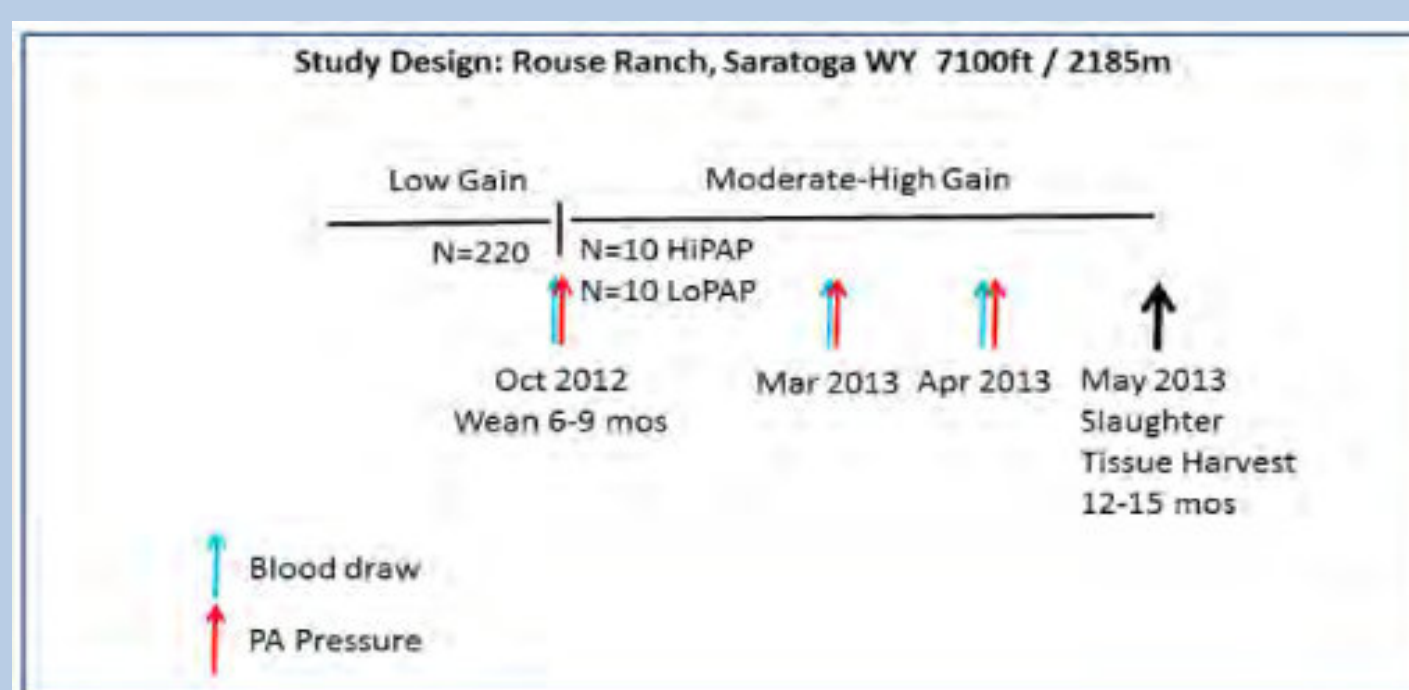 Study Design: Rouse Ranch, Saratoga WY 7100ft / 2185m
Low Gain
Moderate-High Gain
N=220
N=10 HiPAP
N=10 LoPAP
Oct 2012
Wean 6-9 mos
Mar 2013
Apr 2013
May 2013
Slaughter
Tissue Harvest
12-15 mos
Blood draw
PA Pressure